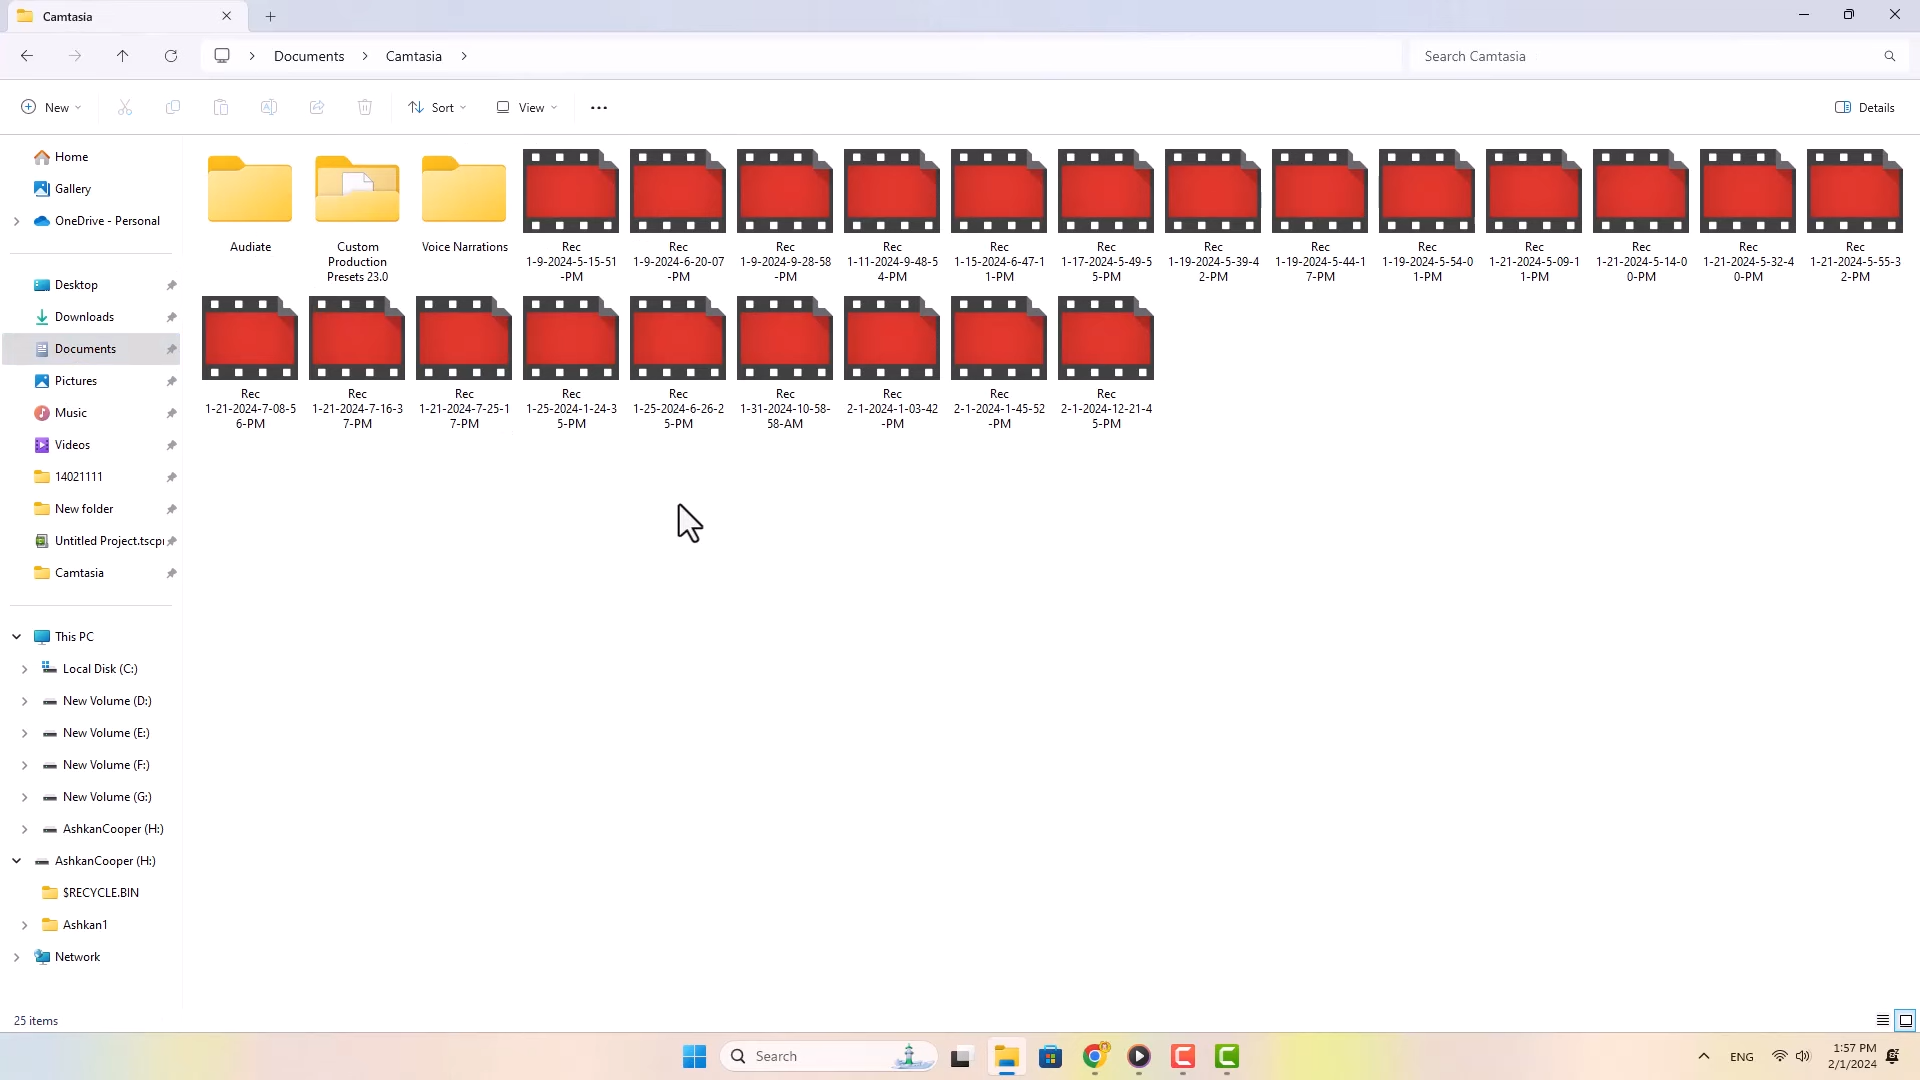 Camtasia
Documents
Camtasia
Search Camtasia
New
Sort
View
Details
Home
Gallery
OneDrive - Personal
Desktop
Downloads
Documents
Pictures
Music
Videos
14021111
New folder
Untitled Project.tscpr
Camtasia
This PC
Local Disk (C:)
New Volume (D:)
New Volume (E:)
New Volume (F:)
New Volume (G:)
AshkanCooper (H:)
AshkanCooper (H:)
$RECYCLE.BIN
Ashkan1
Network
Audiate
Custom
Production
Presets 23.0
Voice Narrations
Rec
1-9-2024-5-15-51
-PM
Rec
1-9-2024-6-20-07
-PM
Rec
1-9-2024-9-28-58
-PM
Rec
1-11-2024-9-48-5
4-PM
Rec
1-15-2024-6-47-1
1-PM
Rec
1-17-2024-5-49-5
5-PM
Rec
1-19-2024-5-39-4
2-PM
Rec
1-19-2024-5-44-1
7-PM
Rec
1-19-2024-5-54-0
1-PM
Rec
1-21-2024-5-09-1
1-PM
Rec
1-21-2024-5-14-0
0-PM
Rec
1-21-2024-5-32-4
0-PM
Rec
1-21-2024-5-55-3
2-PM
Rec
1-21-2024-7-08-5
6-PM
Rec
1-21-2024-7-16-3
7-PM
Rec
1-21-2024-7-25-1
7-PM
Rec
1-25-2024-1-24-3
5-PM
Rec
1-25-2024-6-26-2
5-PM
Rec
1-31-2024-10-58-
58-AM
Rec
2-1-2024-1-03-42
-PM
Rec
2-1-2024-1-45-52
-PM
Rec
2-1-2024-12-21-4
5-PM
25 items
Search
ENG
1:57 PM
2/1/2024